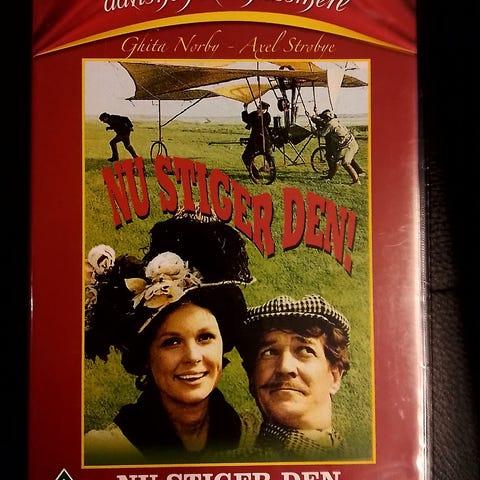 Ghita Nørby - Axel Strøbye
NU STIGER DEN!
NU STIGER DEN